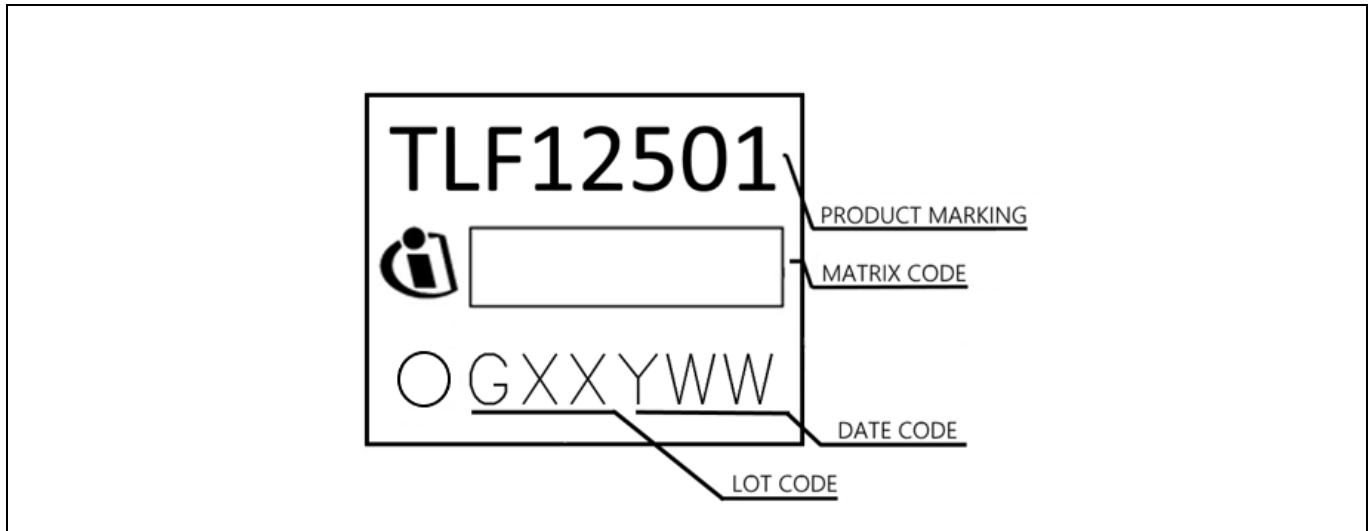 TLF12501
PRODUCT MARKING
MATRIX CODE
GXXYWW
DATE CODE
LOT CODE